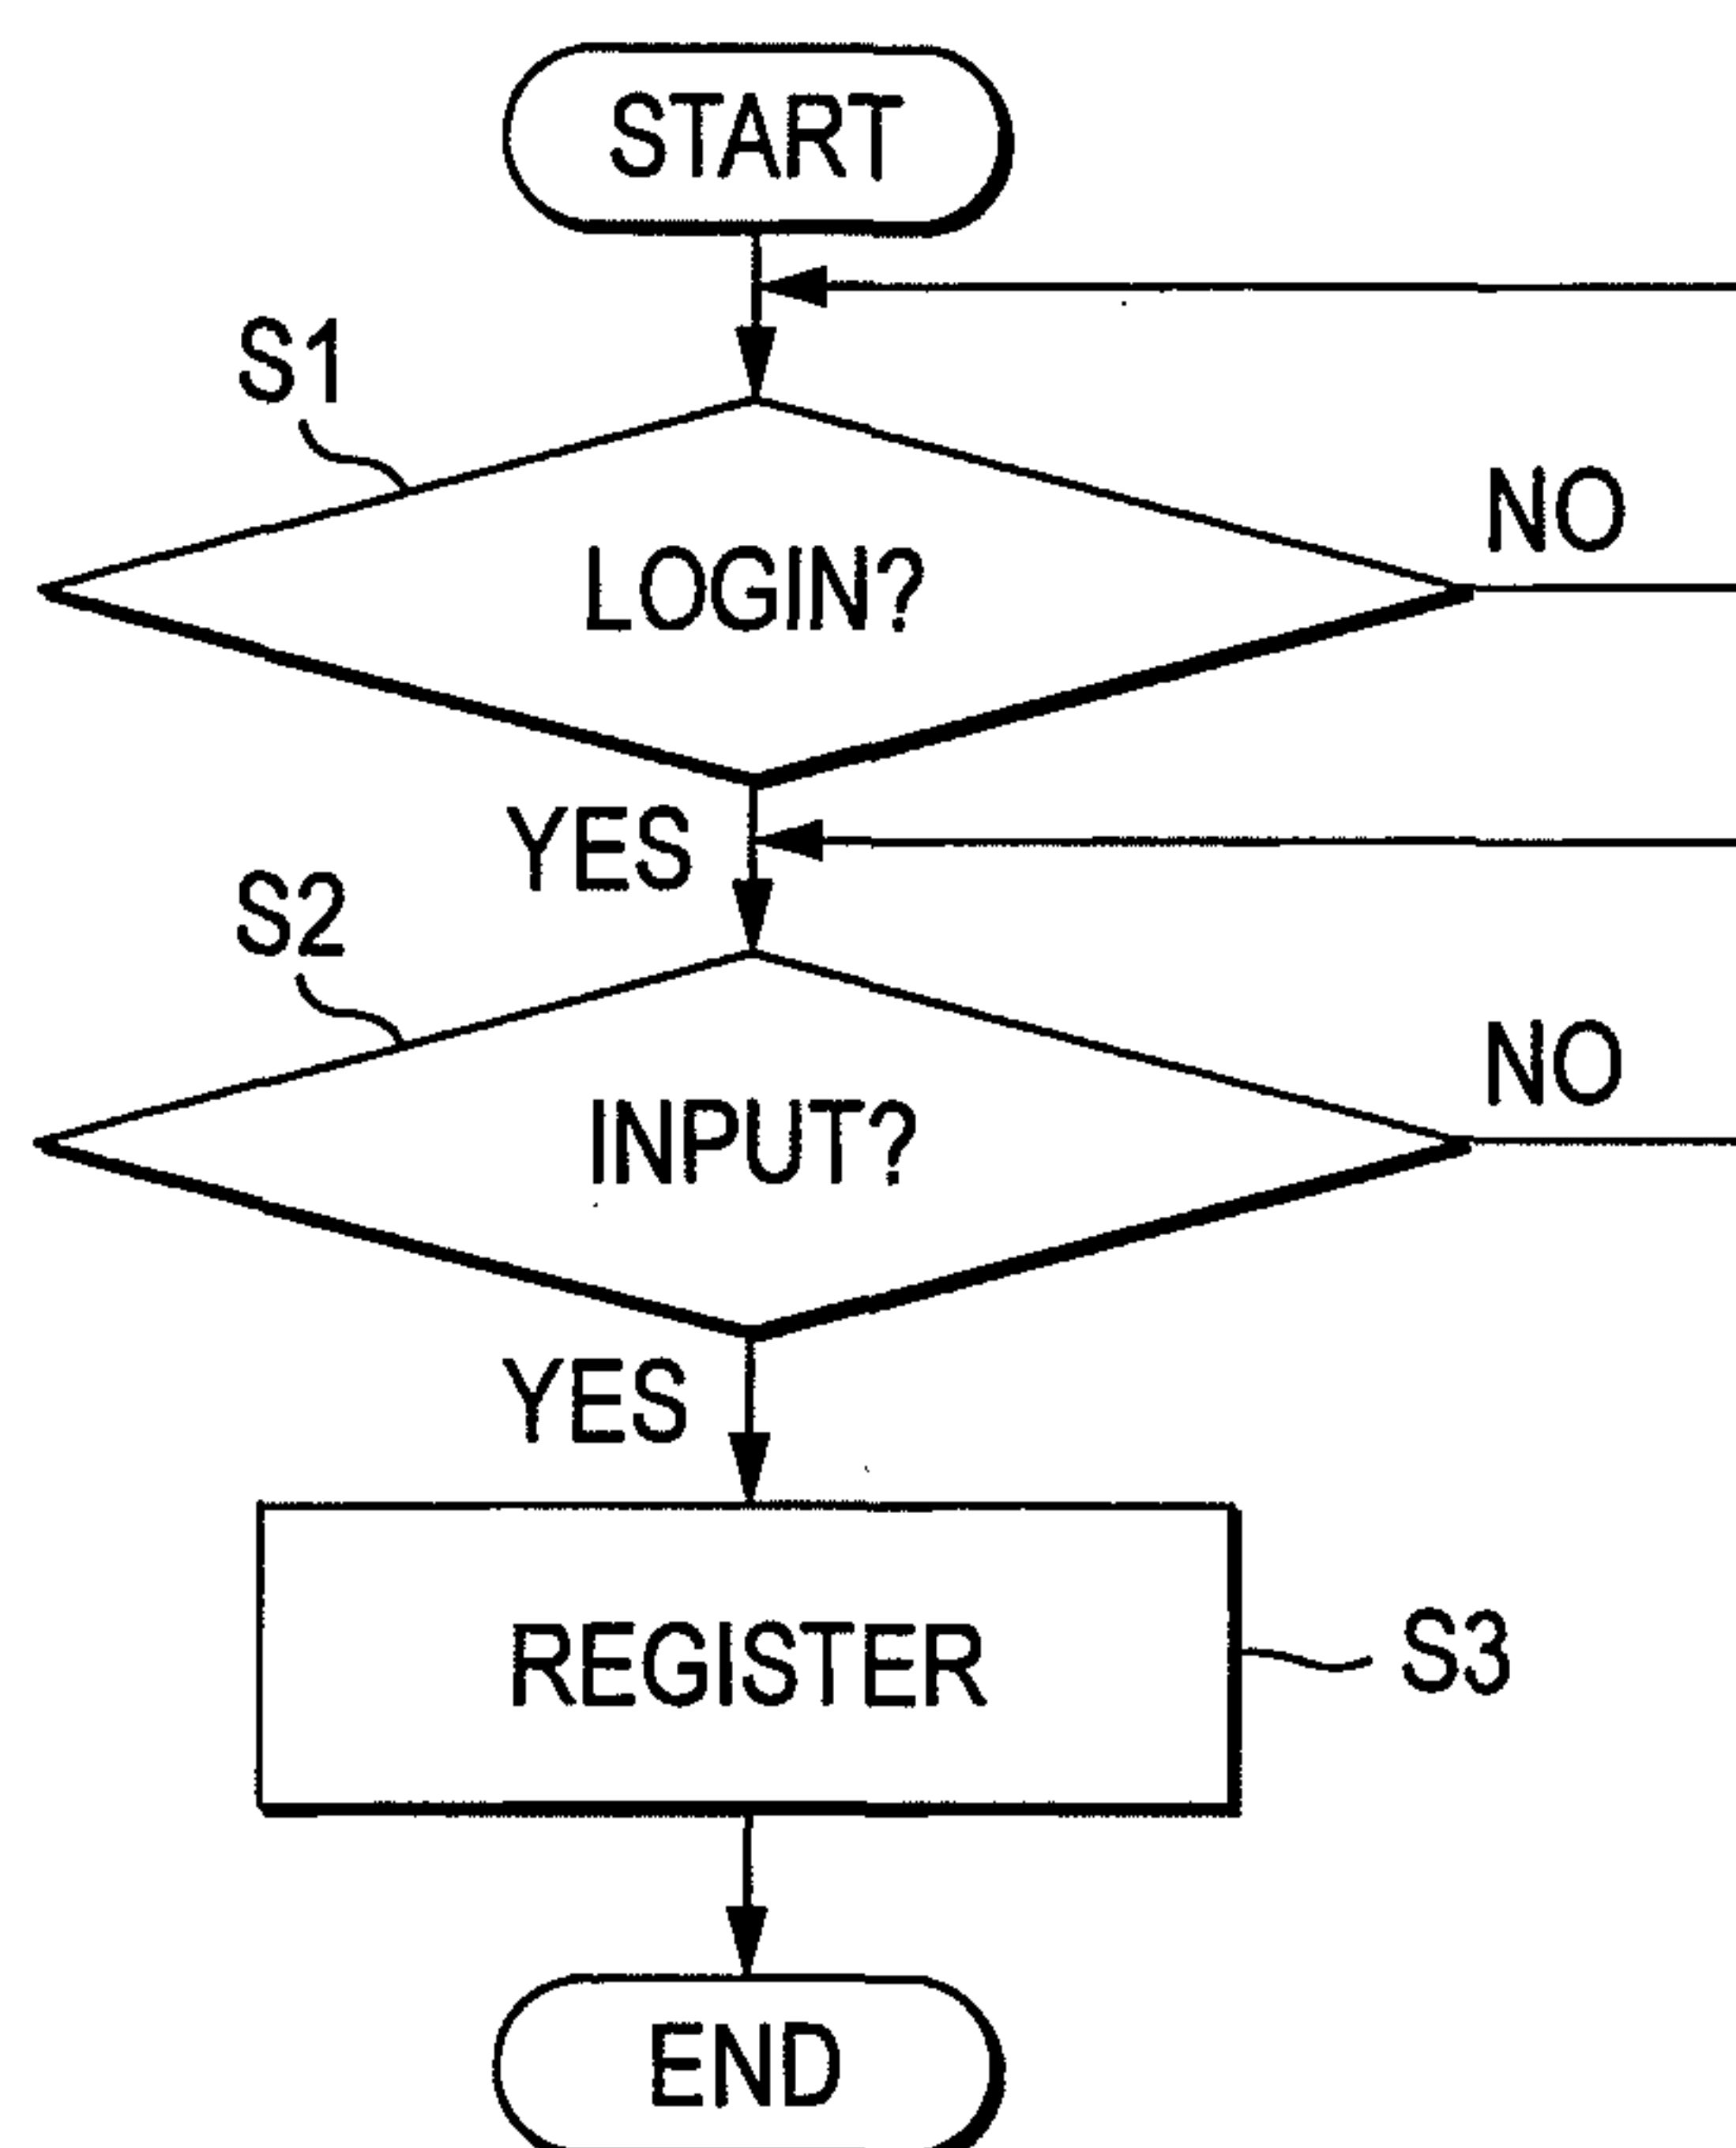 START
S1
NO
LOGIN?
YES
S2
NO
INPUT?
YES
REGISTER
S3
END